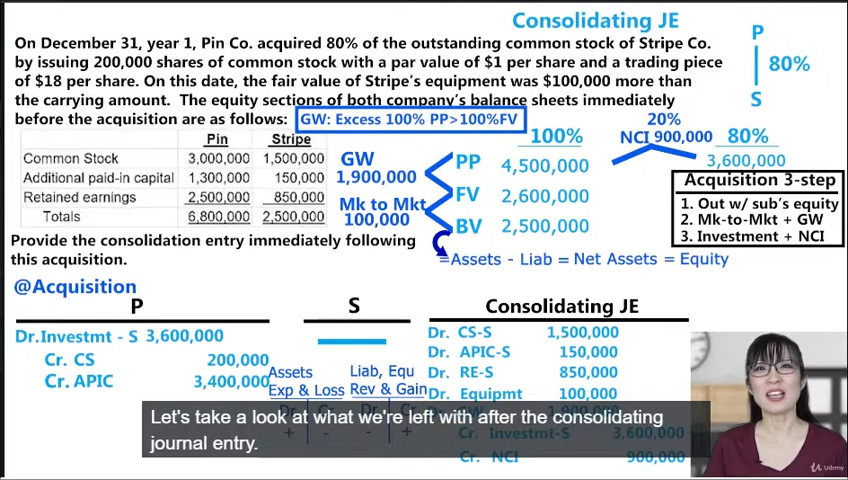 Consolidating JE
On December 31, year 1, Pin Co. acquired 80% of the outstanding common stock of Stripe Co.
by issuing 200,000 shares of common stock with a par value of $1 per share and a trading piece
of $18 per share. On this date, the fair value of Stripe's equipment was $100,000 more than
the carrying amount. The equity sections of both company's balance sheets immediately
before the acquisition are as follows:
GW: Excess 100% PP>100%FV
P
80%
S
Pin Stripe
Common Stock 3,000,000 1,500,000
Additional paid-in capital 1,300,000 150,000
Retained earnings 2,500,000 850,000
Totals 6,800,000 2,500,000
GW
1,900,000
Mk to Mkt
100,000
100%
20%
NCI 900,000
80%
PP 4,500,000 3,600,000
FV 2,600,000
BV 2,500,000
=Assets - Liab = Net Assets = Equity
Acquisition 3-step
1. Out w/ sub's equity
2. Mk-to-Mkt + GW
3. Investment + NCI
Provide the consolidation entry immediately following
this acquisition.
@Acquisition
P
Dr.Investmt - S 3,600,000
Cr. CS 200,000
Cr. APIC 3,400,000
S
Assets
Exp & Loss
Dr Cr
+ -
Liab, Equ
Rev & Gain
Dr Cr
- +
Consolidating JE
Dr. CS-S 1,500,000
Dr. APIC-S 150,000
Dr. RE-S 850,000
Dr. Equipmt 100,000
Dr. GW 1,900,000
Cr. Investmt-S 3,600,000
Cr. NCI 900,000
Let's take a look at what we're left with after the consolidating
journal entry.
Udemy